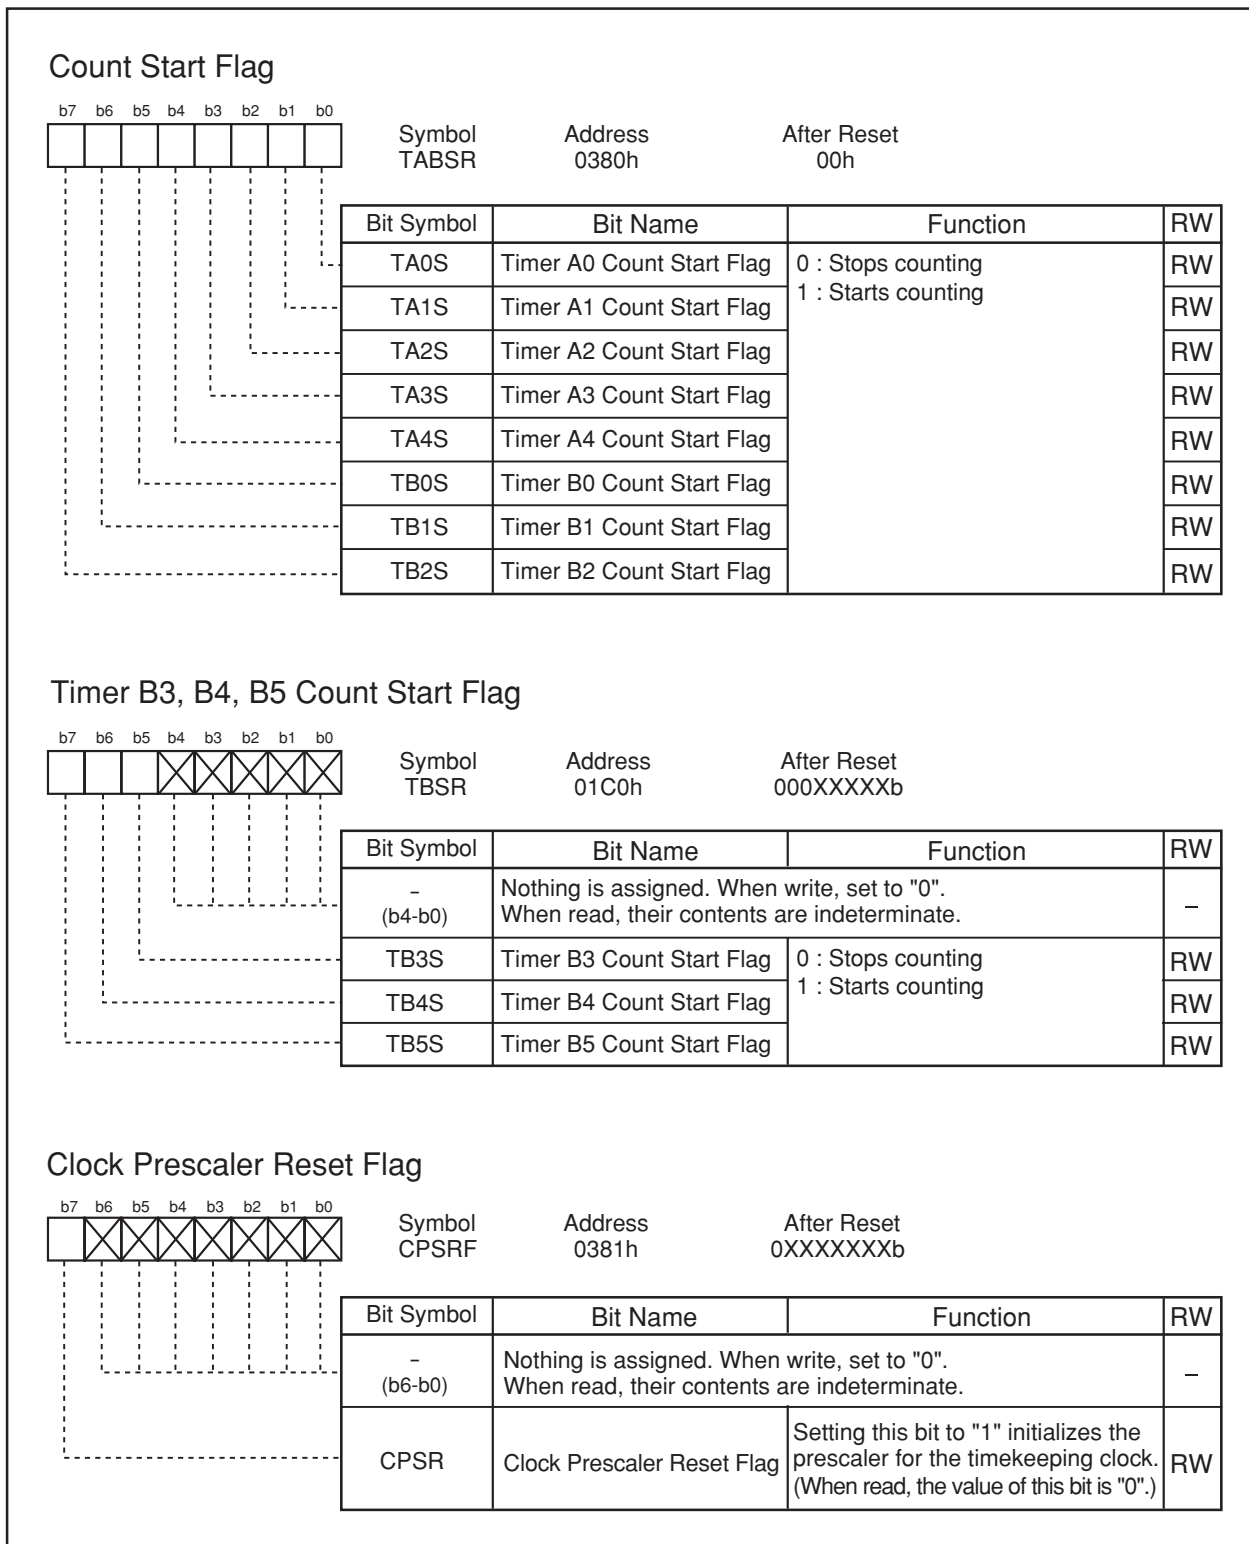 Count Start Flag
b7 b6 b5 b4 b3 b2 b1 b0
Symbol Address After Reset
TABSR 0380h 00h
Bit Symbol Bit Name Function RW
TA0S Timer A0 Count Start Flag 0 : Stops counting RW
1 : Starts counting
TA1S Timer A1 Count Start Flag RW
TA2S Timer A2 Count Start Flag RW
TA3S Timer A3 Count Start Flag RW
TA4S Timer A4 Count Start Flag RW
TB0S Timer B0 Count Start Flag RW
TB1S Timer B1 Count Start Flag RW
TB2S Timer B2 Count Start Flag RW
Timer B3, B4, B5 Count Start Flag
b7 b6 b5 b4 b3 b2 b1 b0
Symbol Address After Reset
TBSR 01C0h 000XXXXXb
Bit Symbol Bit Name Function RW
–
(b4-b0)
Nothing is assigned. When write, set to "0".
When read, their contents are indeterminate.
–
TB3S Timer B3 Count Start Flag 0 : Stops counting RW
1 : Starts counting
TB4S Timer B4 Count Start Flag RW
TB5S Timer B5 Count Start Flag RW
Clock Prescaler Reset Flag
b7 b6 b5 b4 b3 b2 b1 b0
Symbol Address After Reset
CPSRF 0381h 0XXXXXXXb
Bit Symbol Bit Name Function RW
–
(b6-b0)
Nothing is assigned. When write, set to "0".
When read, their contents are indeterminate.
–
CPSR Clock Prescaler Reset Flag
Setting this bit to "1" initializes the
prescaler for the timekeeping clock.
(When read, the value of this bit is "0".)
RW